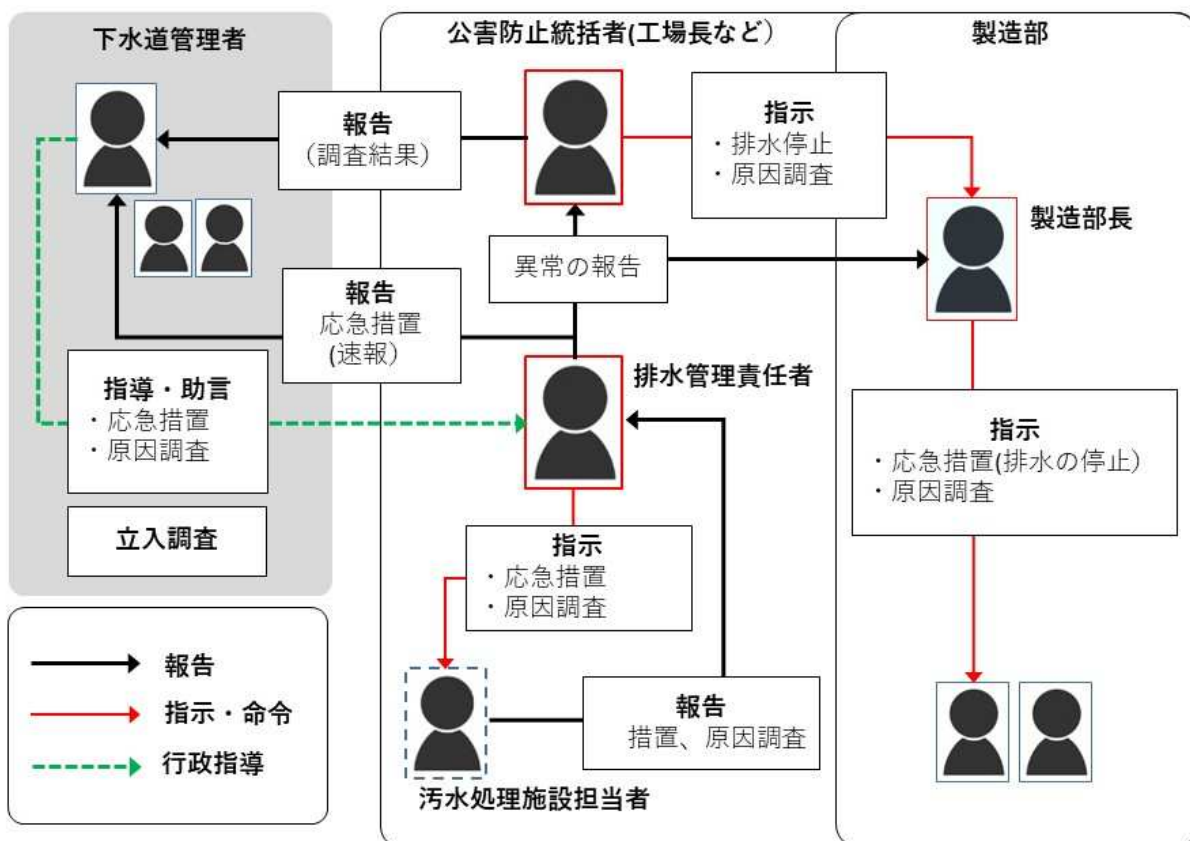 下水道管理者
公害防止統括者(工場長など）
製造部
報告
（調査結果）
指示
・排水停止
・原因調査
製造部長
異常の報告
報告
応急措置
(速報）
排水管理責任者
指導・助言
・応急措置
・原因調査
指示
・応急措置(排水の停止）
・原因調査
立入調査
指示
・応急措置
・原因調査
報告
措置、原因調査
汚水処理施設担当者
報告
指示・命令
行政指導